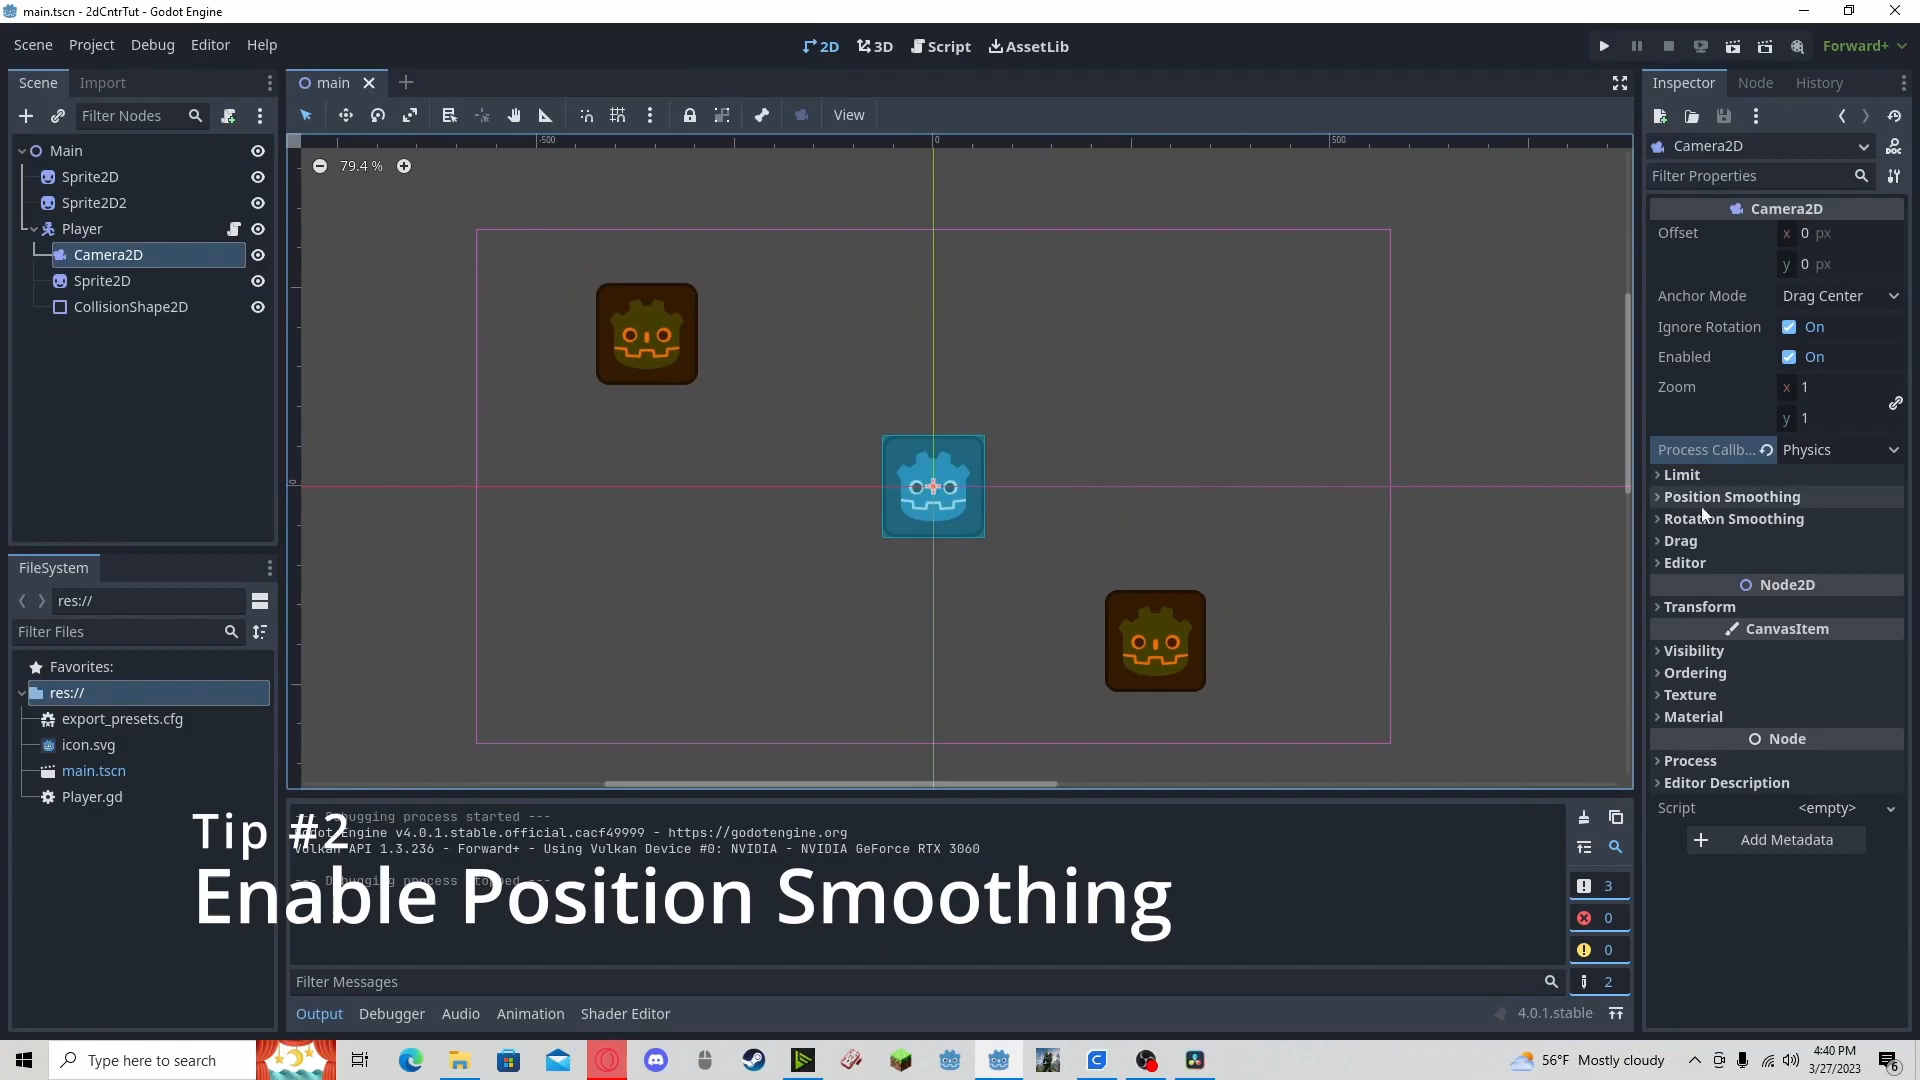 main.tscn - 2dCntrTut - Godot Engine
Scene Project Debug Editor Help
2D 3D Script AssetLib
Forward+
Scene Import
main
Inspector Node History
Filter Nodes
View
Camera2D
Filter Properties
Main
Sprite2D
Sprite2D2
Player
Camera2D
Sprite2D
CollisionShape2D
-500 0 500
79.4 %
0
Camera2D
Offset x 0 px
y 0 px
Anchor Mode Drag Center
Ignore Rotation On
Enabled On
Zoom x 1
y 1
Process Callb... Physics
Limit
Position Smoothing
Rotation Smoothing
Drag
Editor
Node2D
Transform
CanvasItem
Visibility
Ordering
Texture
Material
Node
Process
Editor Description
Script <empty>
Add Metadata
FileSystem
res://
Filter Files
Favorites:
res://
export_presets.cfg
icon.svg
main.tscn
Player.gd
--- Debugging process started ---
Godot Engine v4.0.1.stable.official.cacf49999 - https://godotengine.org
Vulkan API 1.3.236 - Forward+ - Using Vulkan Device #0: NVIDIA - NVIDIA GeForce RTX 3060
--- Debugging process stopped ---
Tip #2
Enable Position Smoothing
3
0
0
2
Filter Messages
Output Debugger Audio Animation Shader Editor
4.0.1.stable
Type here to search
56°F Mostly cloudy
4:40 PM
3/27/2023
6